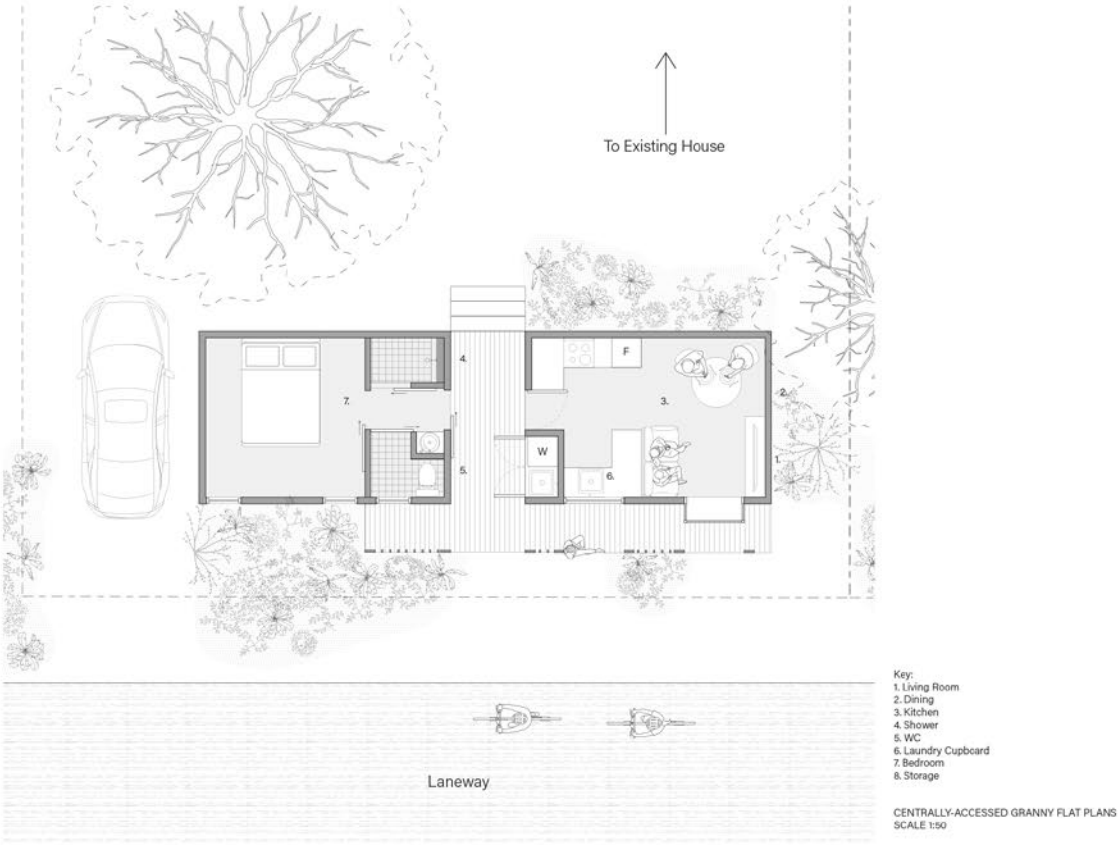 To Existing House
F
4.
7.
3.
2.
W
1.
5.
6.
Laneway
Key:
1. Living Room
2. Dining
3. Kitchen
4. Shower
5. WC
6. Laundry Cupboard
7. Bedroom
8. Storage
CENTRALLY-ACCESSED GRANNY FLAT PLANS
SCALE 1:50